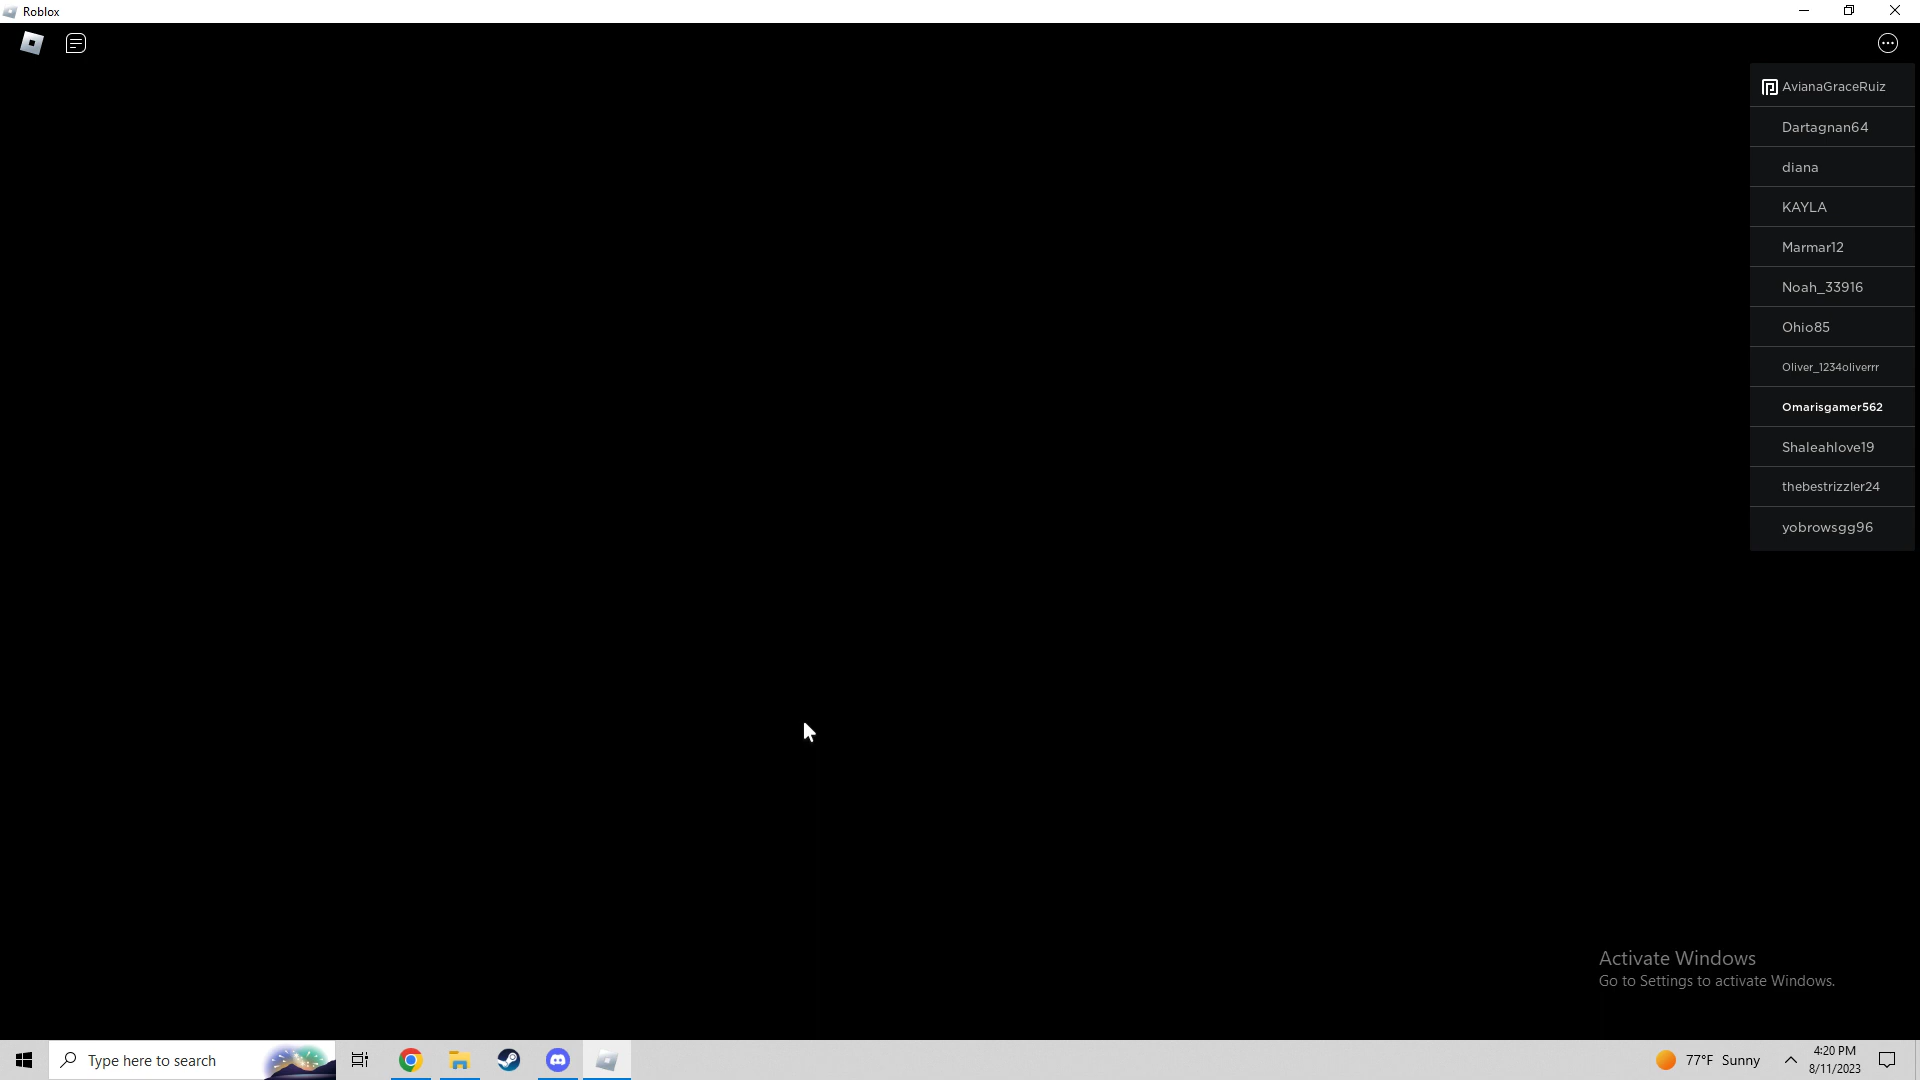 Roblox
AvianaGraceRuiz
Dartagnan64
diana
KAYLA
Marmar12
Noah_33916
Ohio85
Oliver_1234oliverrr
Omarisgamer562
Shaleahlove19
thebestrizzler24
yobrowsgg96
Activate Windows
Go to Settings to activate Windows.
Type here to search
77°F Sunny
4:20 PM
8/11/2023